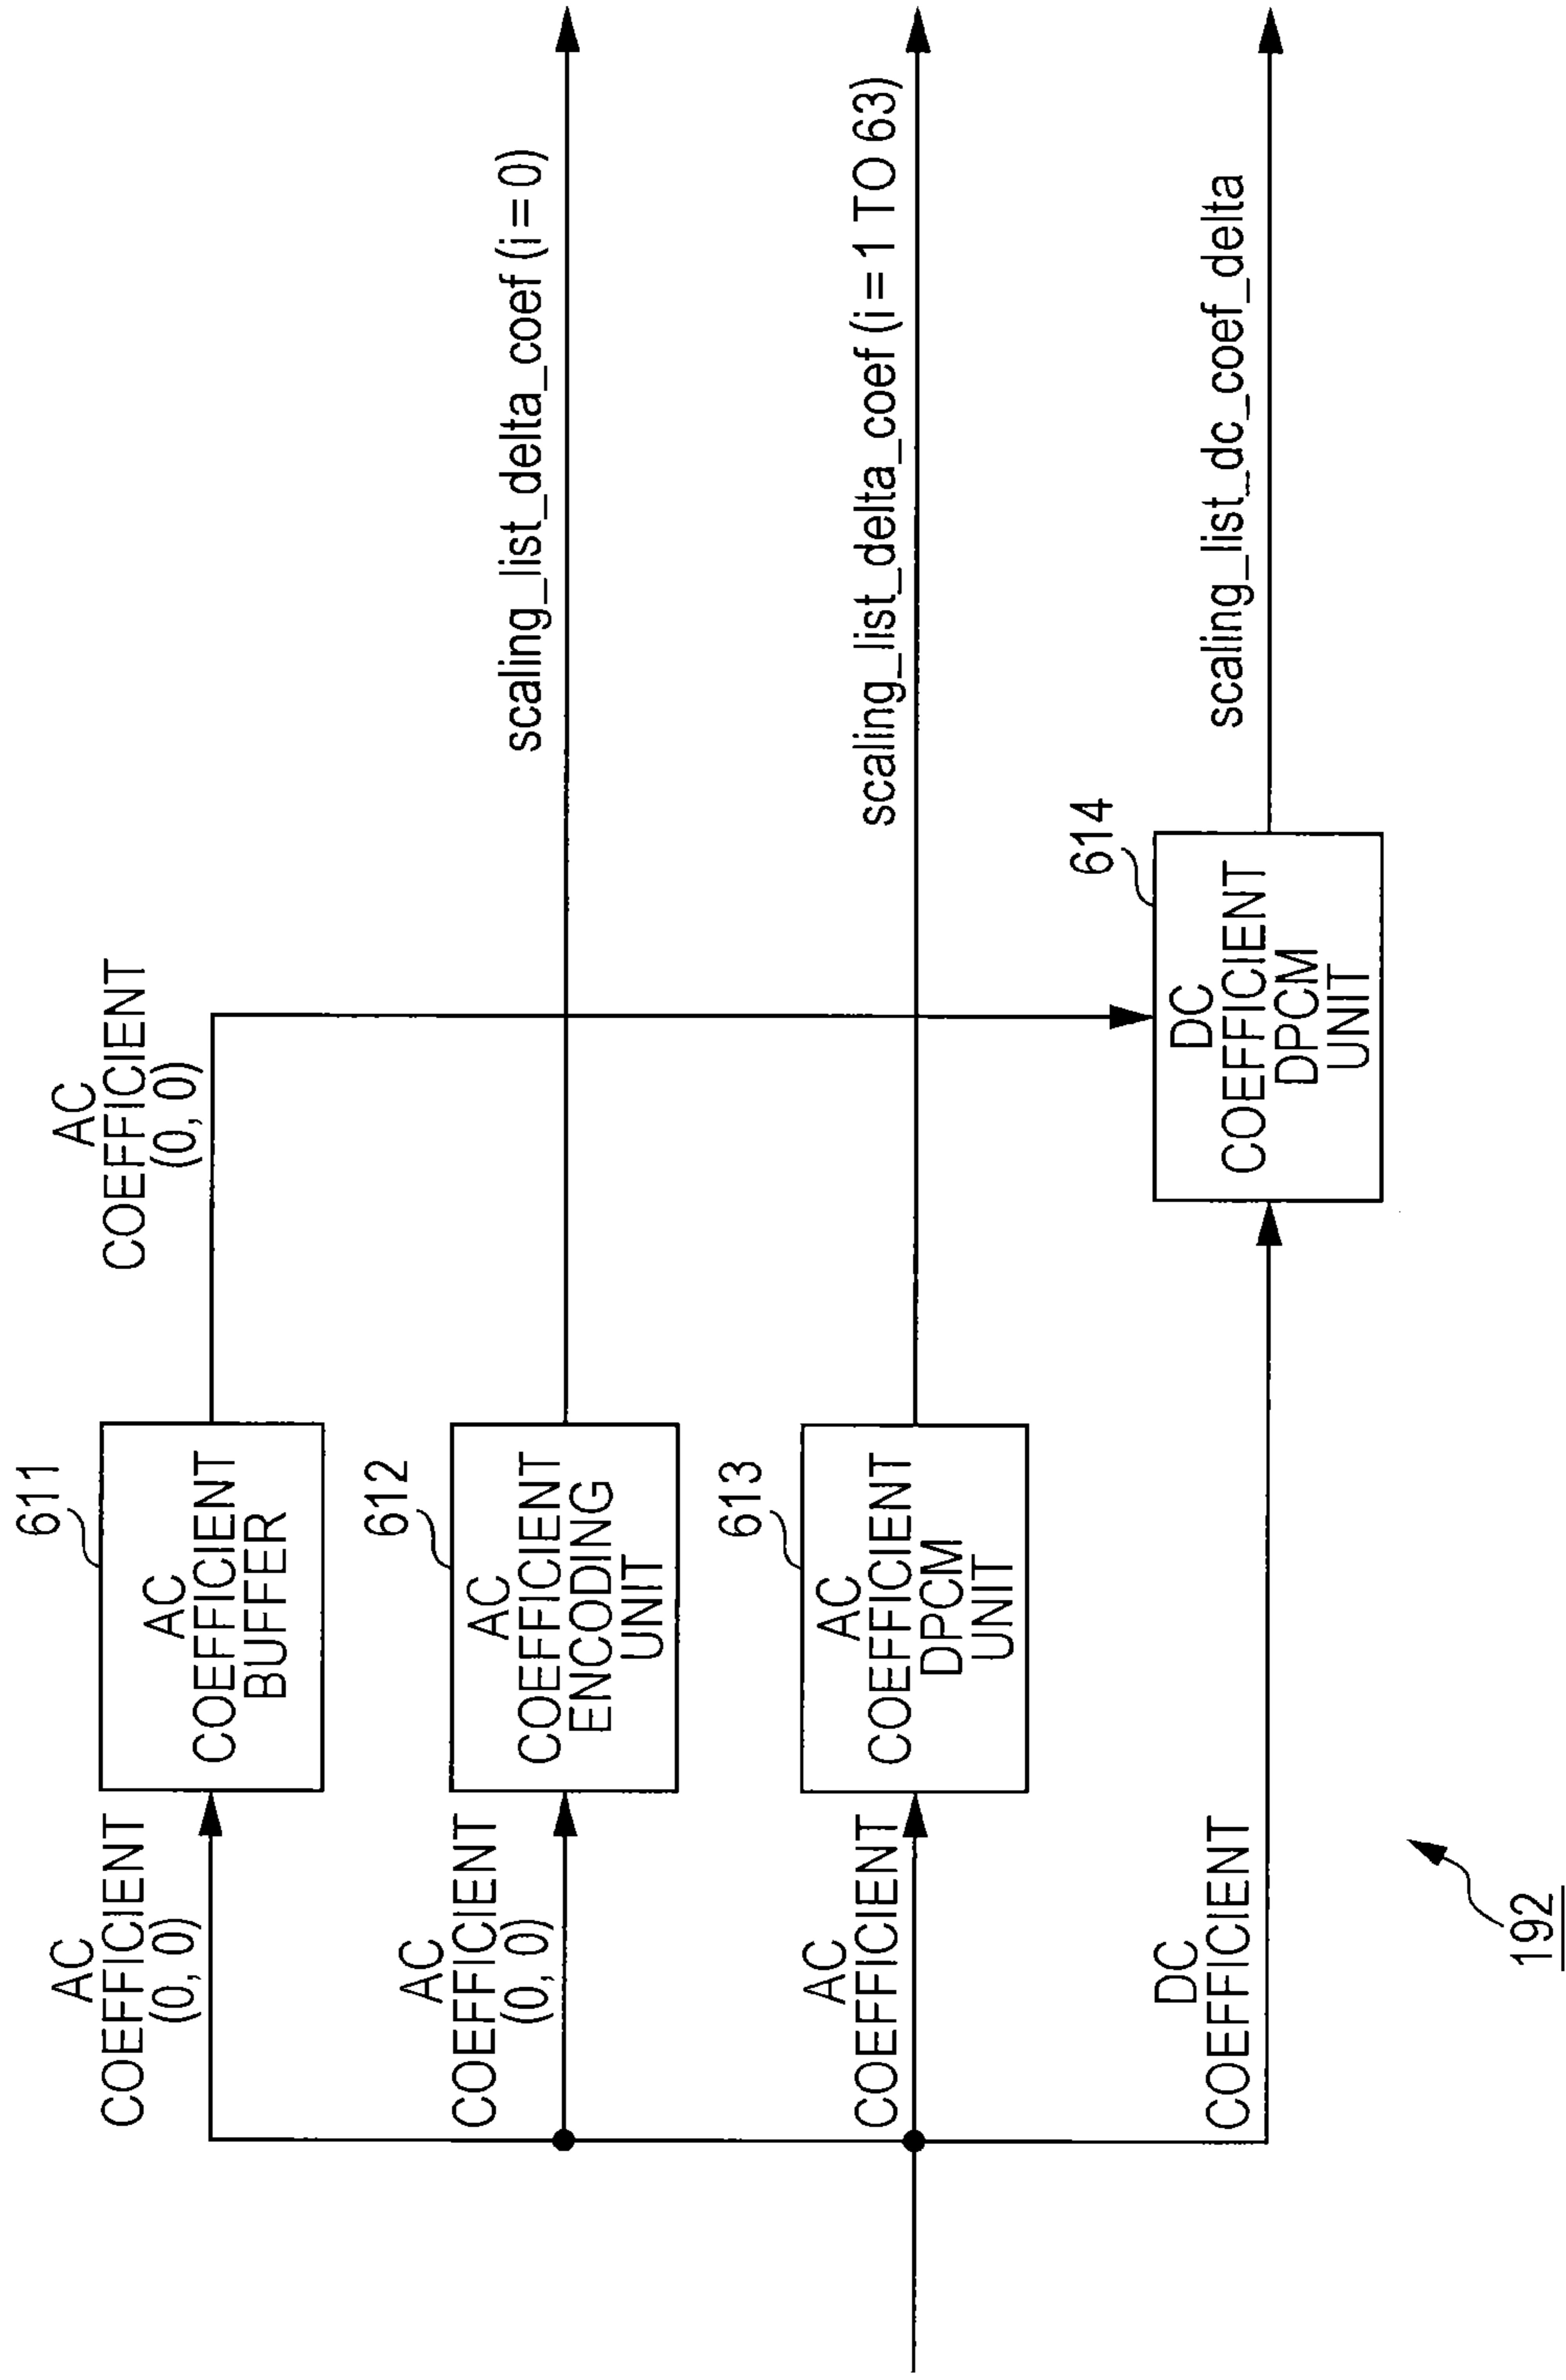 AC
COEFFICIENT
(0, 0)
611
AC
COEFFICIENT
BUFFER
AC
COEFFICIENT
(0, 0)
AC
COEFFICIENT
(0, 0)
612
AC
COEFFICIENT
ENCODING
UNIT
scaling_list_delta_coef (i = 0)
AC
COEFFICIENT
613
AC
COEFFICIENT
DPCM
UNIT
scaling_list_delta_coef (i = 1 TO 63)
DC
COEFFICIENT
614
DC
COEFFICIENT
DPCM
UNIT
scaling_list_dc_coef_delta
192